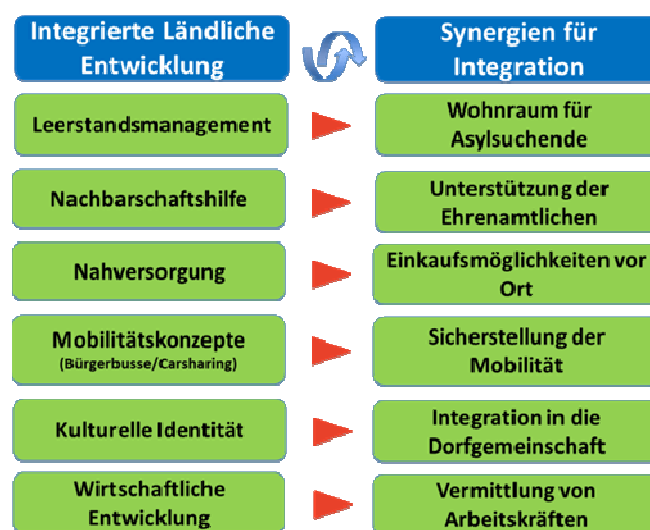 Integrierte Ländliche
Entwicklung
Synergien für
Integration
Leerstandsmanagement
Wohnraum für
Asylsuchende
Nachbarschaftshilfe
Unterstützung der
Ehrenamtlichen
Nahversorgung
Einkaufsmöglichkeiten vor
Ort
Mobilitätskonzepte
(Bürgerbusse/Carsharing)
Sicherstellung der
Mobilität
Kulturelle Identität
Integration in die
Dorfgemeinschaft
Wirtschaftliche
Entwicklung
Vermittlung von
Arbeitskräften